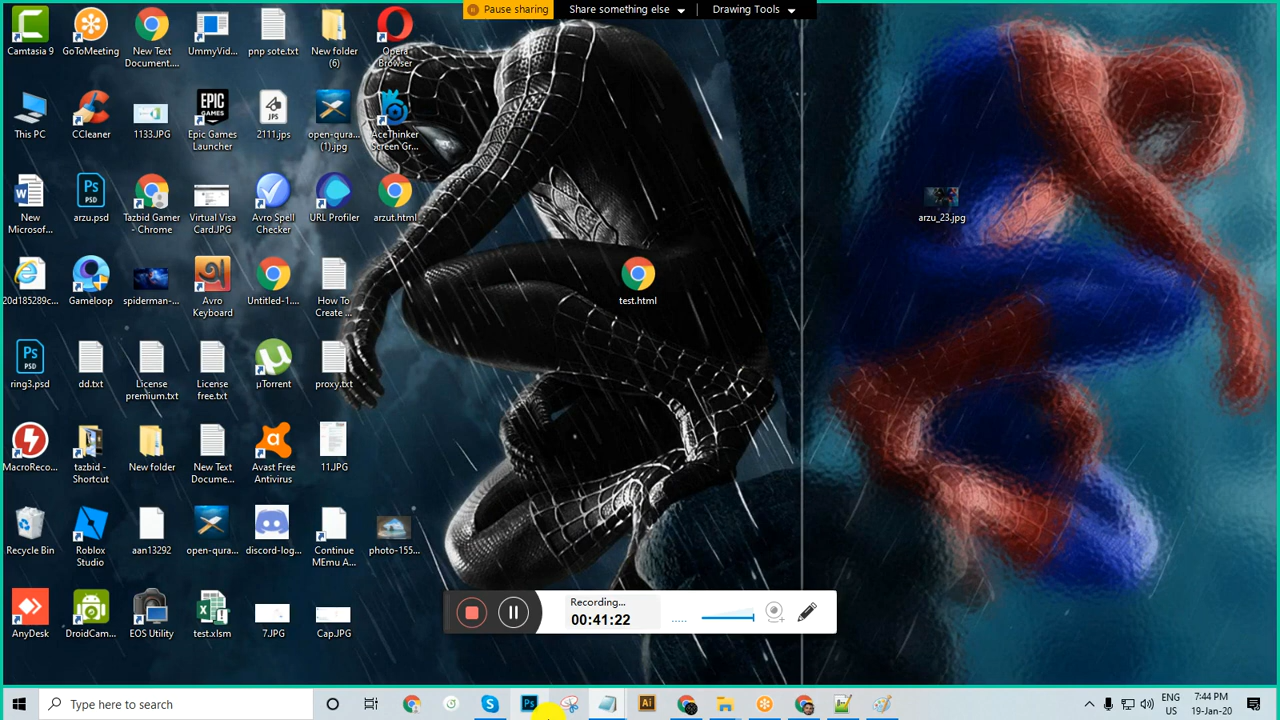 Pause sharing
Share something else
Drawing Tools
Camtasia 9
GoToMeeting
New Text
Document....
UmmyVid...
pnp sote.txt
New folder
(6)
Opera
Browser
This PC
CCleaner
1133.JPG
Epic Games
Launcher
2111.jps
open-qura...
(1).jpg
AceThinker
Screen Gr...
New
Microsof...
arzu.psd
Tazbid Gamer
- Chrome
Virtual Visa
Card.JPG
Avro Spell
Checker
URL Profiler
arzut.html
arzu_23.jpg
20d185289c...
Gameloop
spiderman-...
Avro
Keyboard
Untitled-1....
How To
Create ...
test.html
ring3.psd
dd.txt
License
premium.txt
License
free.txt
µTorrent
proxy.txt
MacroReco...
tazbid -
Shortcut
New folder
New Text
Docume...
Avast Free
Antivirus
11.JPG
Recycle Bin
Roblox
Studio
aan13292
open-qura...
discord-log...
Continue
MEmu A...
photo-155...
AnyDesk
DroidCam...
EOS Utility
test.xlsm
7.JPG
Cap.JPG
Recording...
00:41:22
Type here to search
ENG
US
7:44 PM
19-Jan-20